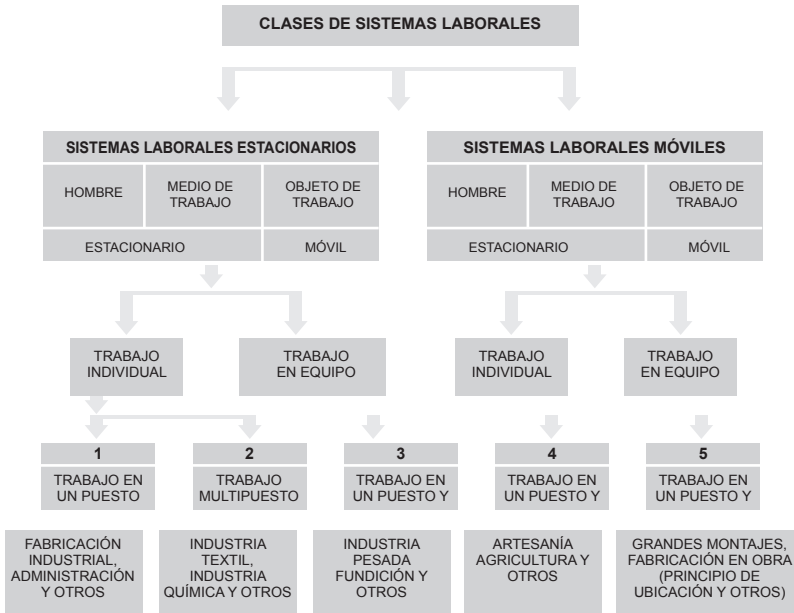 CLASES DE SISTEMAS LABORALES
SISTEMAS LABORALES ESTACIONARIOS
HOMBRE
MEDIO DE
TRABAJO
OBJETO DE
TRABAJO
ESTACIONARIO
MÓVIL
SISTEMAS LABORALES MÓVILES
HOMBRE
MEDIO DE
TRABAJO
OBJETO DE
TRABAJO
ESTACIONARIO
MÓVIL
TRABAJO
INDIVIDUAL
TRABAJO
EN EQUIPO
TRABAJO
INDIVIDUAL
TRABAJO
EN EQUIPO
1
TRABAJO EN
UN PUESTO
2
TRABAJO
MULTIPUESTO
3
TRABAJO EN
UN PUESTO Y
4
TRABAJO EN
UN PUESTO Y
5
TRABAJO EN
UN PUESTO Y
FABRICACIÓN
INDUSTRIAL,
ADMINISTRACIÓN
Y OTROS
INDUSTRIA
TEXTIL,
INDUSTRIA
QUÍMICA Y OTROS
INDUSTRIA
PESADA
FUNDICIÓN Y
OTROS
ARTESANÍA
AGRICULTURA Y
OTROS
GRANDES MONTAJES,
FABRICACIÓN EN OBRA
(PRINCIPIO DE
UBICACIÓN Y OTROS)